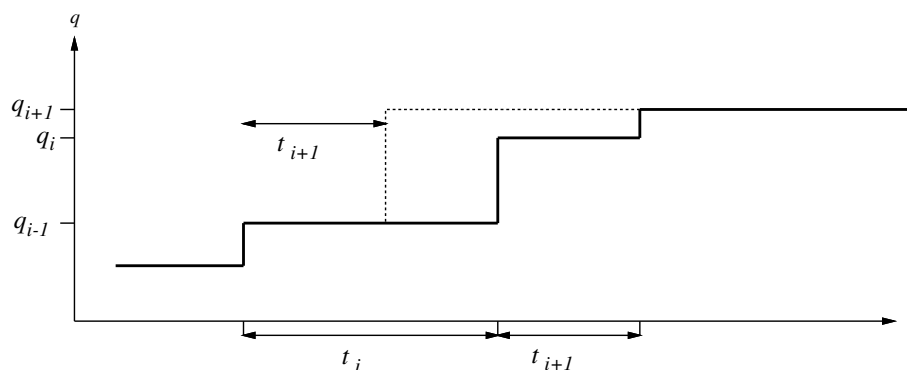 q
q_{i+1}
q_i
t_{i+1}
q_{i-1}
t_i
t_{i+1}